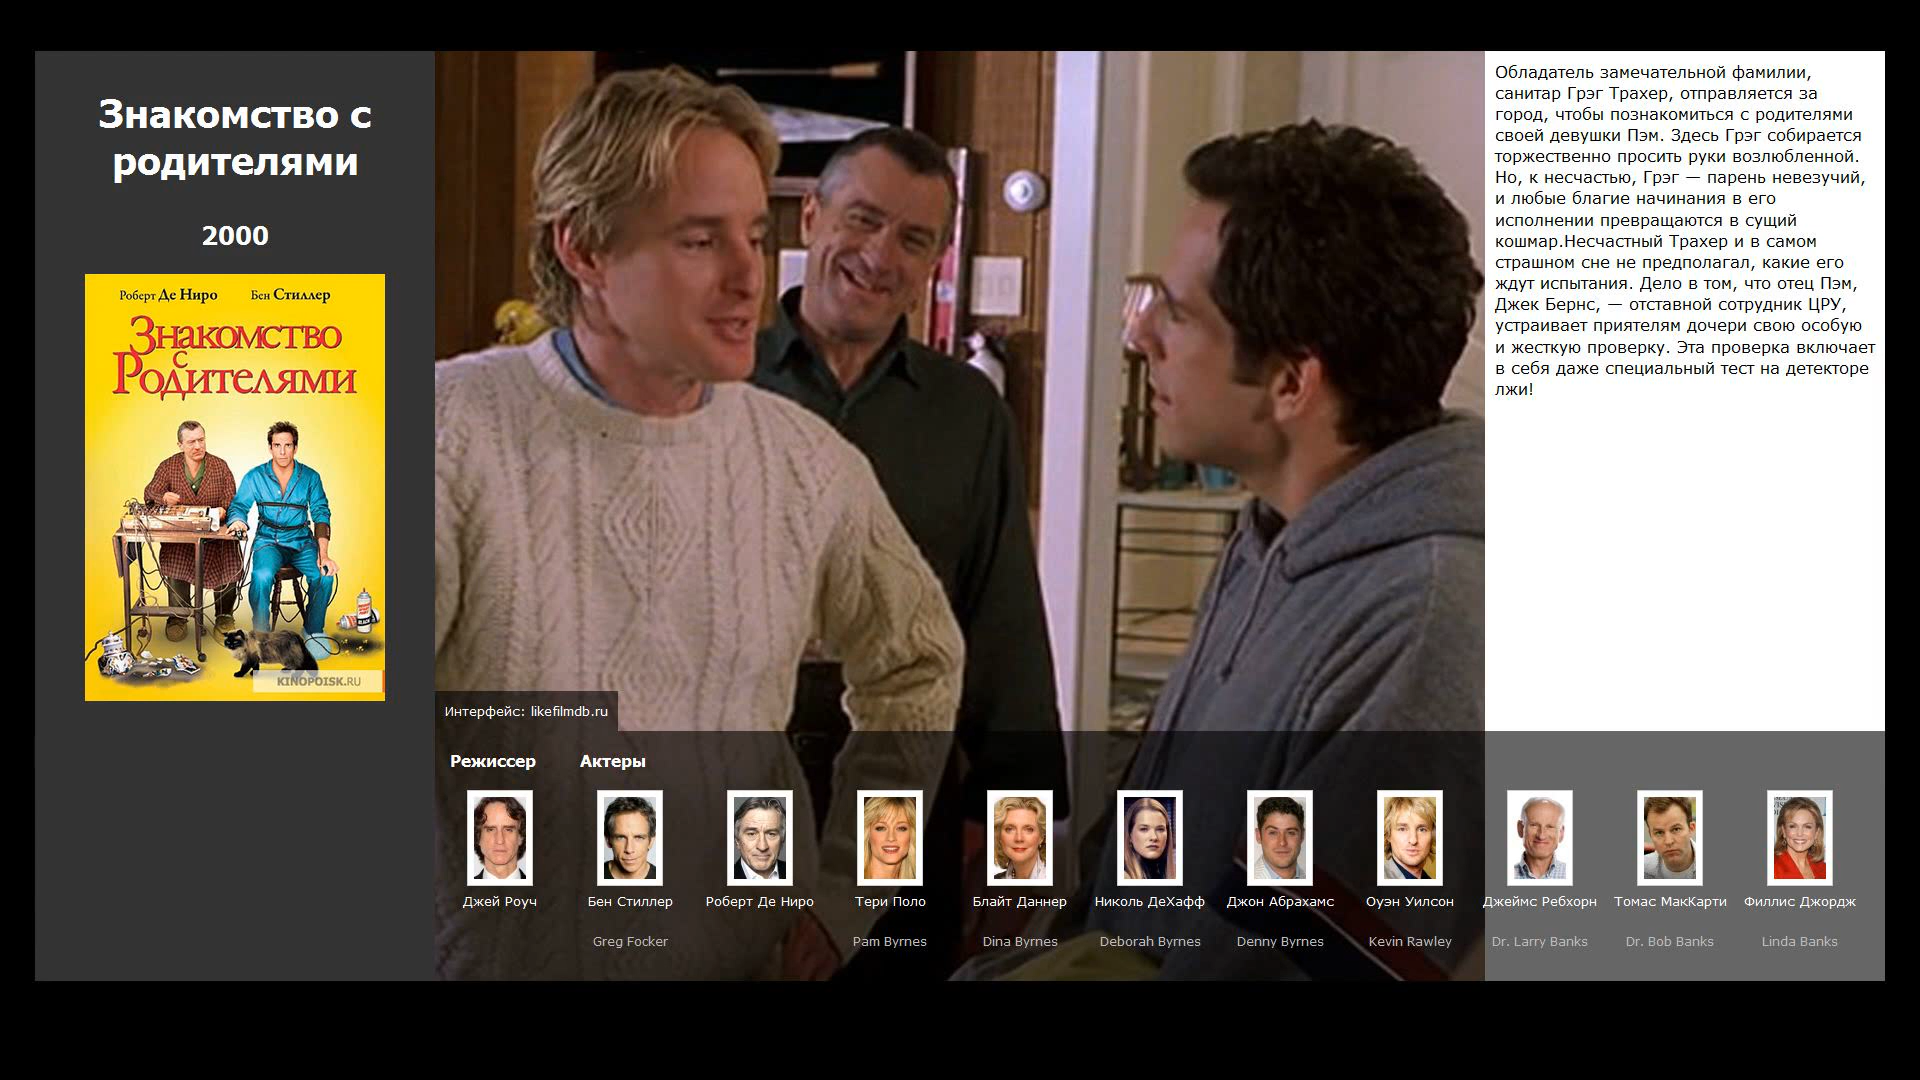 Знакомство с
родителями
2000
Роберт Де Ниро Бен Стиллер
Знакомство
с
Родителями
KINOPOISK.RU
Обладатель замечательной фамилии,
санитар Грэг Трахер, отправляется за
город, чтобы познакомиться с родителями
своей девушки Пэм. Здесь Грэг собирается
торжественно просить руки возлюбленной.
Но, к несчастью, Грэг — парень невезучий,
и любые благие начинания в его
исполнении превращаются в сущий
кошмар.Несчастный Трахер и в самом
страшном сне не предполагал, какие его
ждут испытания. Дело в том, что отец Пэм,
Джек Бернс, — отставной сотрудник ЦРУ,
устраивает приятелям дочери свою особую
и жесткую проверку. Эта проверка включает
в себя даже специальный тест на детекторе
лжи!
Интерфейс: likefilmdb.ru
Режиссер Актеры
Джей Роуч Бен Стиллер Роберт Де Ниро Тери Поло Блайт Даннер Николь ДеХафф Джон Абрахамс Оуэн Уилсон Джеймс Ребхорн Томас МакКарти Филлис Джордж
Greg Focker Pam Byrnes Dina Byrnes Deborah Byrnes Denny Byrnes Kevin Rawley Dr. Larry Banks Dr. Bob Banks Linda Banks